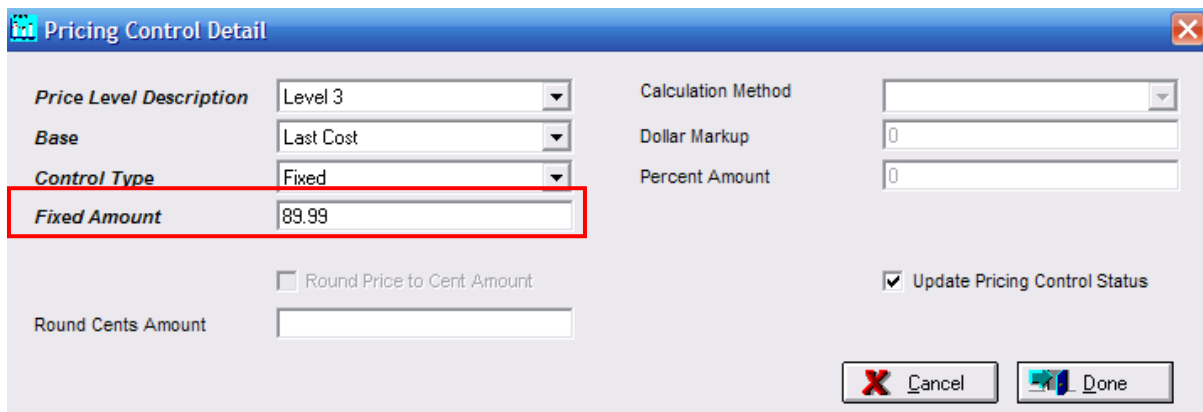 Pricing Control Detail
Price Level Description Level 3 Calculation Method
Base Last Cost Dollar Markup 0
Control Type Fixed Percent Amount 0
Fixed Amount 89.99
Round Price to Cent Amount Update Pricing Control Status
Round Cents Amount
Cancel Done